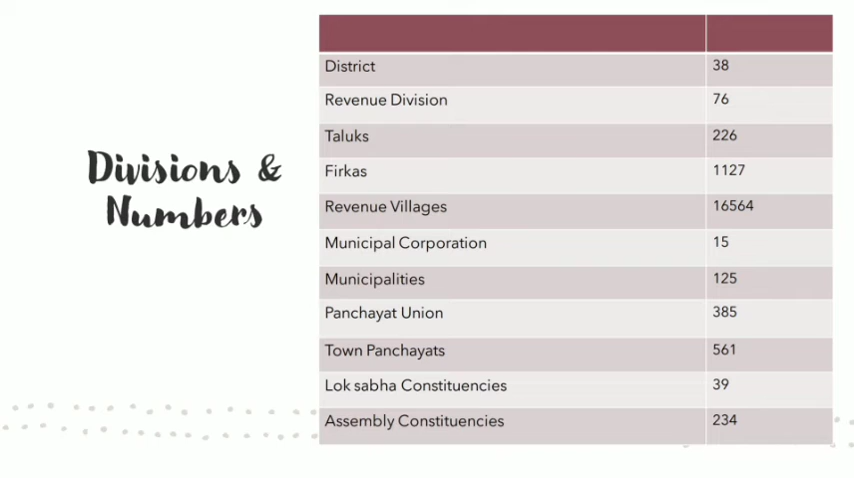 Divisions &
Numbers
District 38
Revenue Division 76
Taluks 226
Firkas 1127
Revenue Villages 16564
Municipal Corporation 15
Municipalities 125
Panchayat Union 385
Town Panchayats 561
Lok sabha Constituencies 39
Assembly Constituencies 234